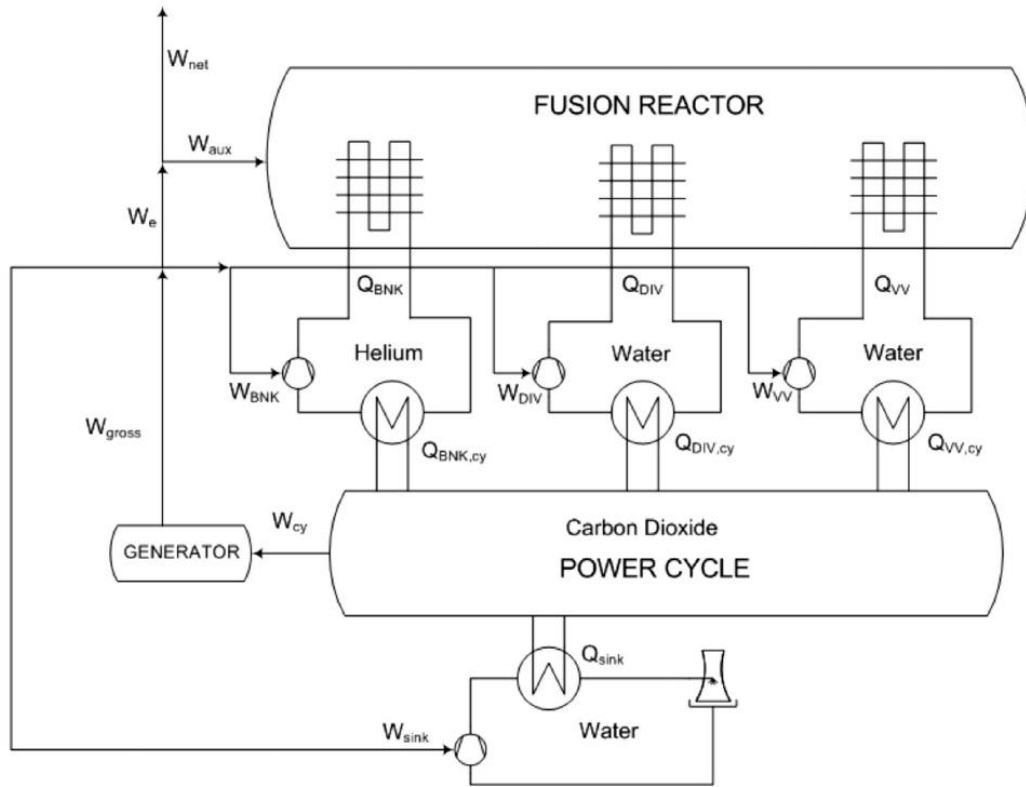 W_net
FUSION REACTOR
W_aux
W_e
Q_BNK
Q_DIV
Q_VV
Helium
Water
Water
W_BNK
W_DIV
W_VV
W_gross
Q_BNK,cy
Q_DIV,cy
Q_VV,cy
W_cy
Carbon Dioxide
GENERATOR
POWER CYCLE
Q_sink
W_sink
Water